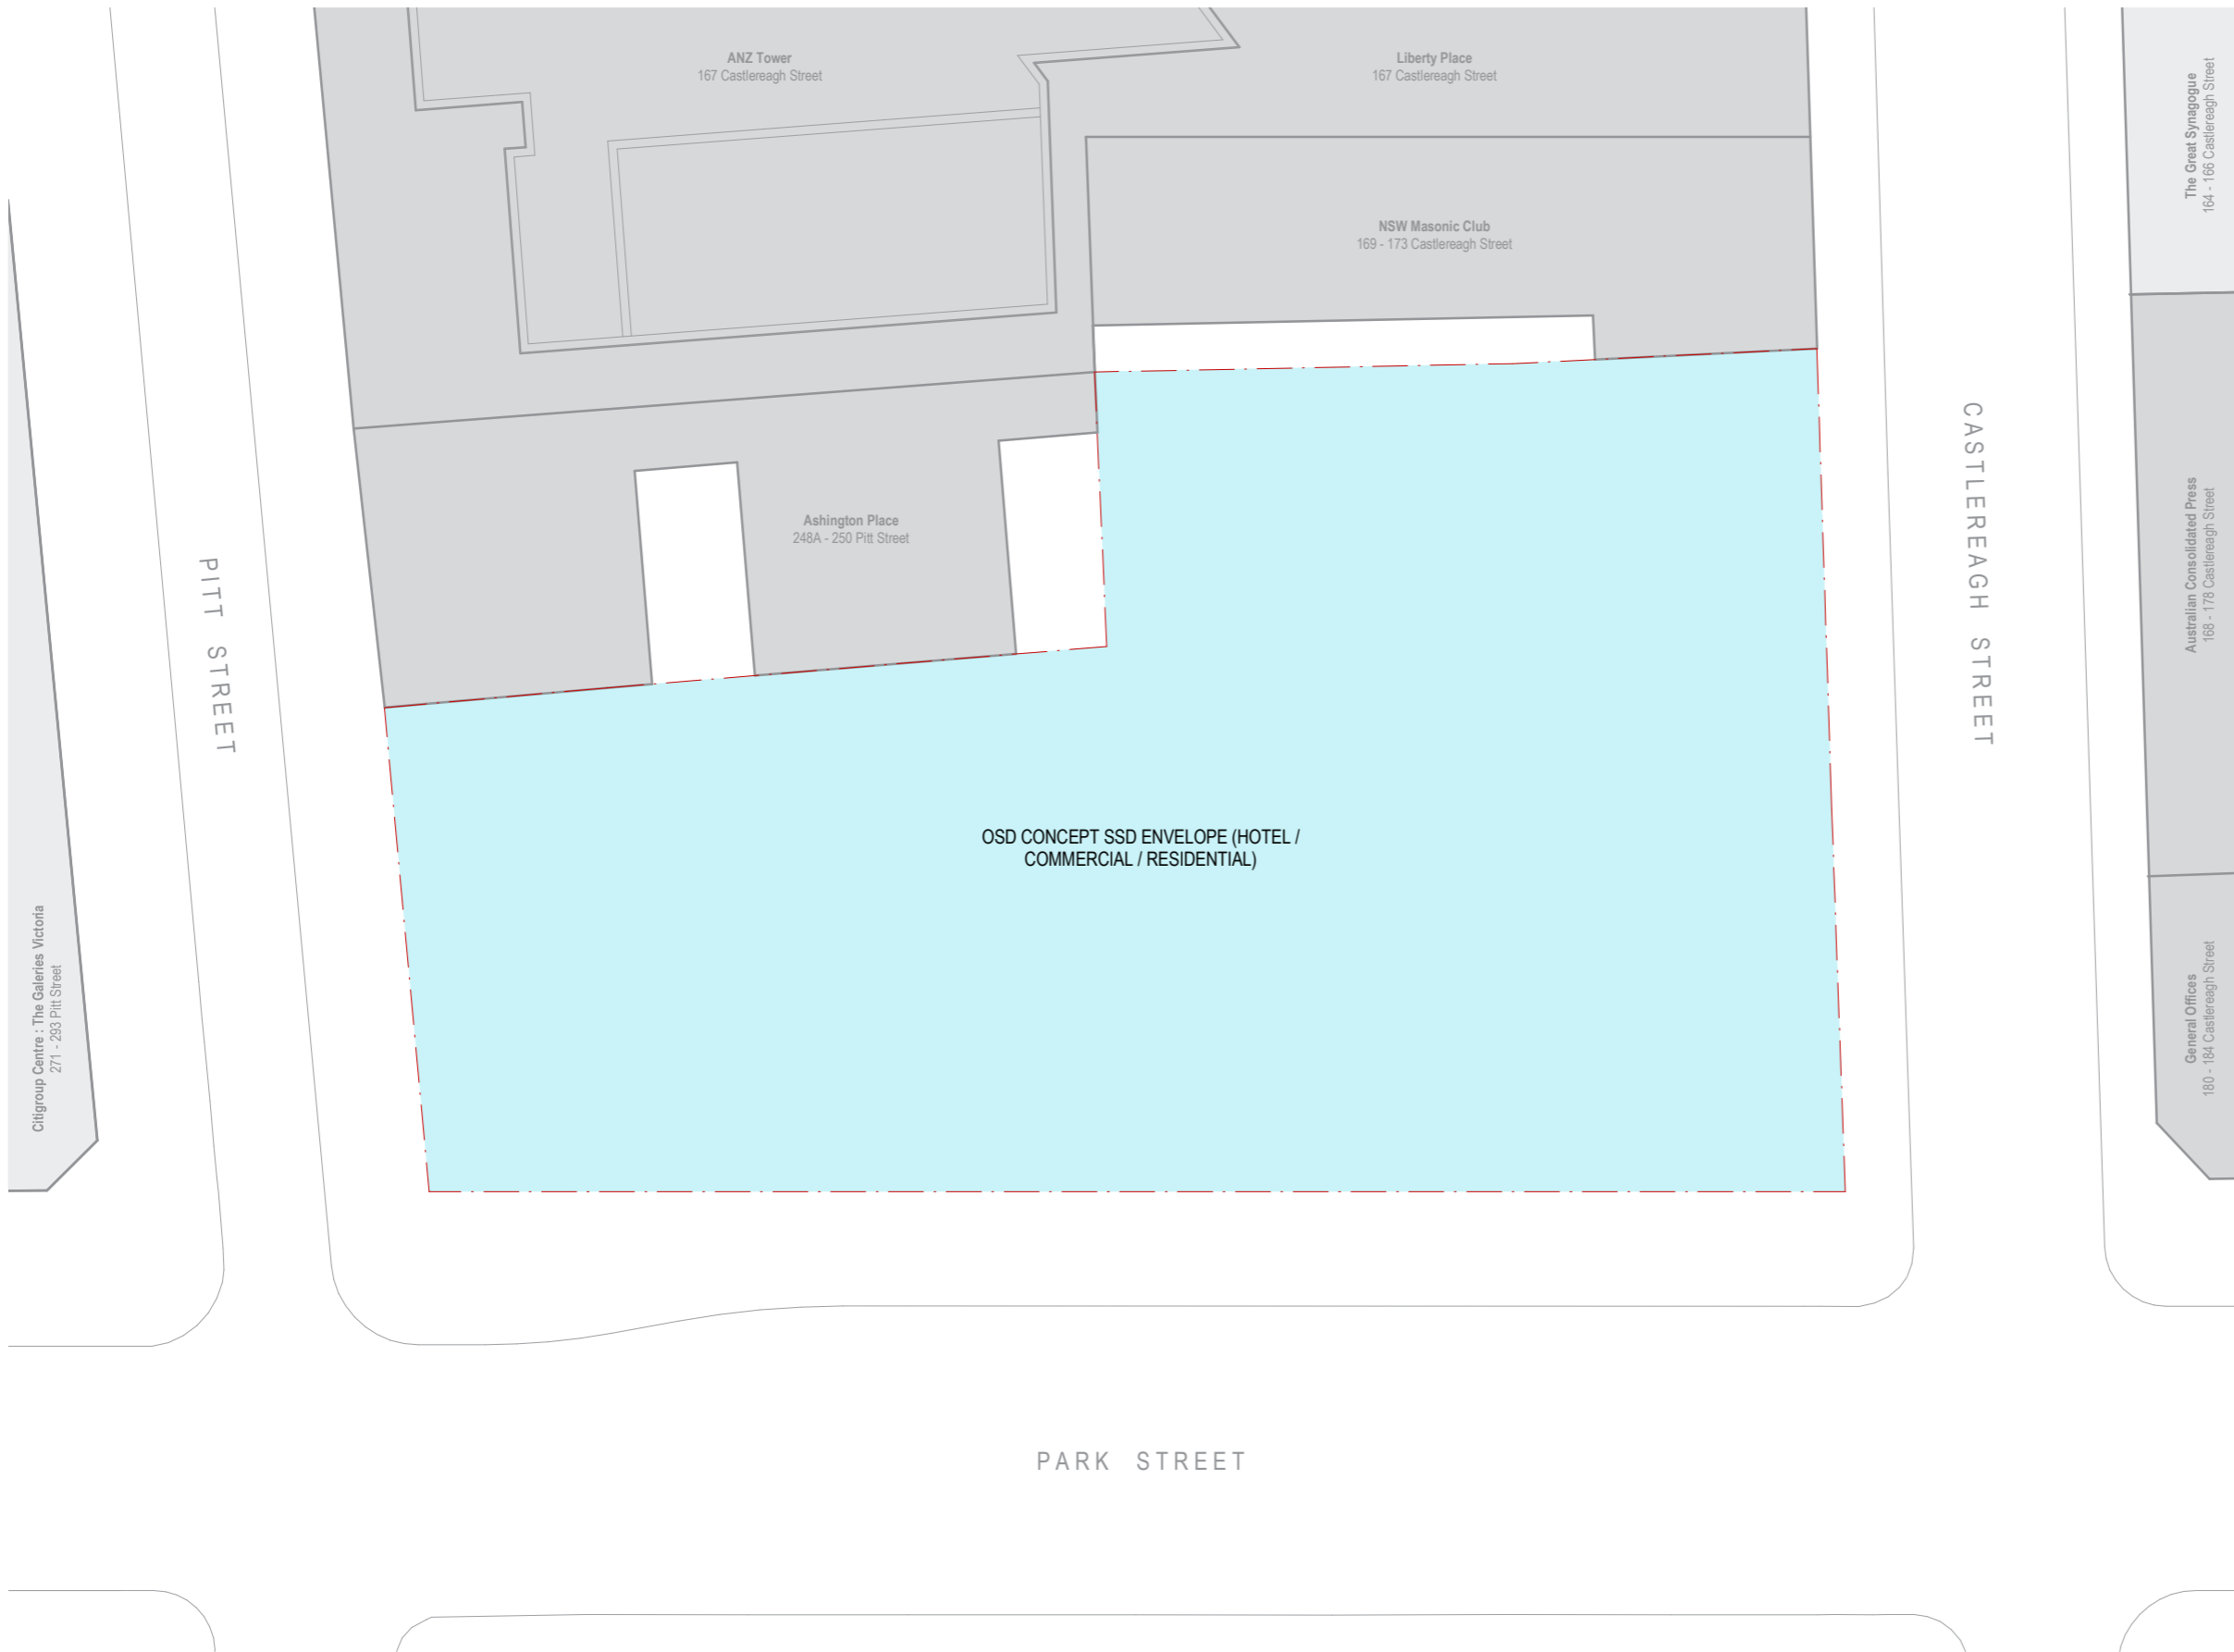 ANZ Tower
167 Castlereagh Street
Liberty Place
167 Castlereagh Street
The Great Synagogue
164 - 166 Castlereagh Street
NSW Masonic Club
169 - 173 Castlereagh Street
Ashington Place
248A - 250 Pitt Street
PITT STREET
CASTLEREAGH STREET
Australian Consolidated Press
168 - 178 Castlereagh Street
OSD CONCEPT SSD ENVELOPE (HOTEL /
COMMERCIAL / RESIDENTIAL)
Citigroup Centre : The Galeries Victoria
271 - 293 Pitt Street
General Offices
180 - 184 Castlereagh Street
PARK STREET